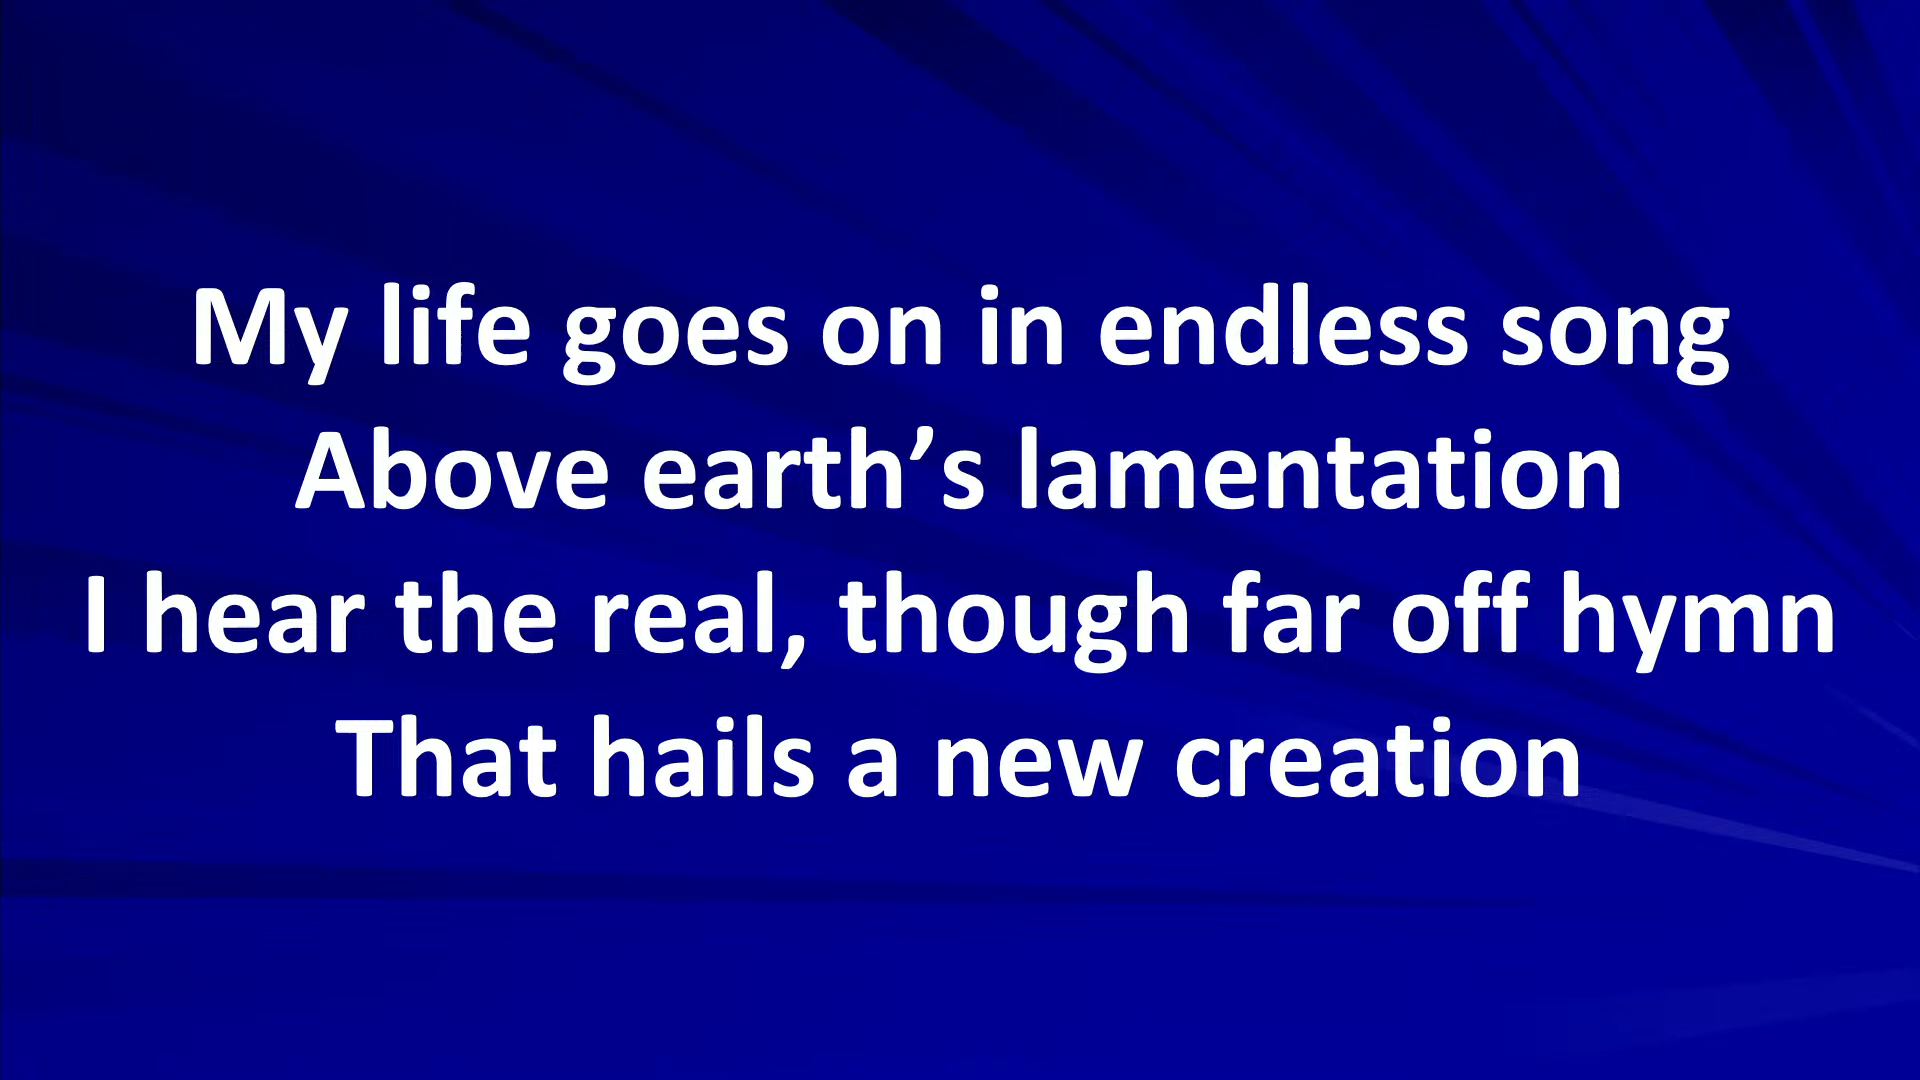 My life goes on in endless song
Above earth’s lamentation
I hear the real, though far off hymn
That hails a new creation